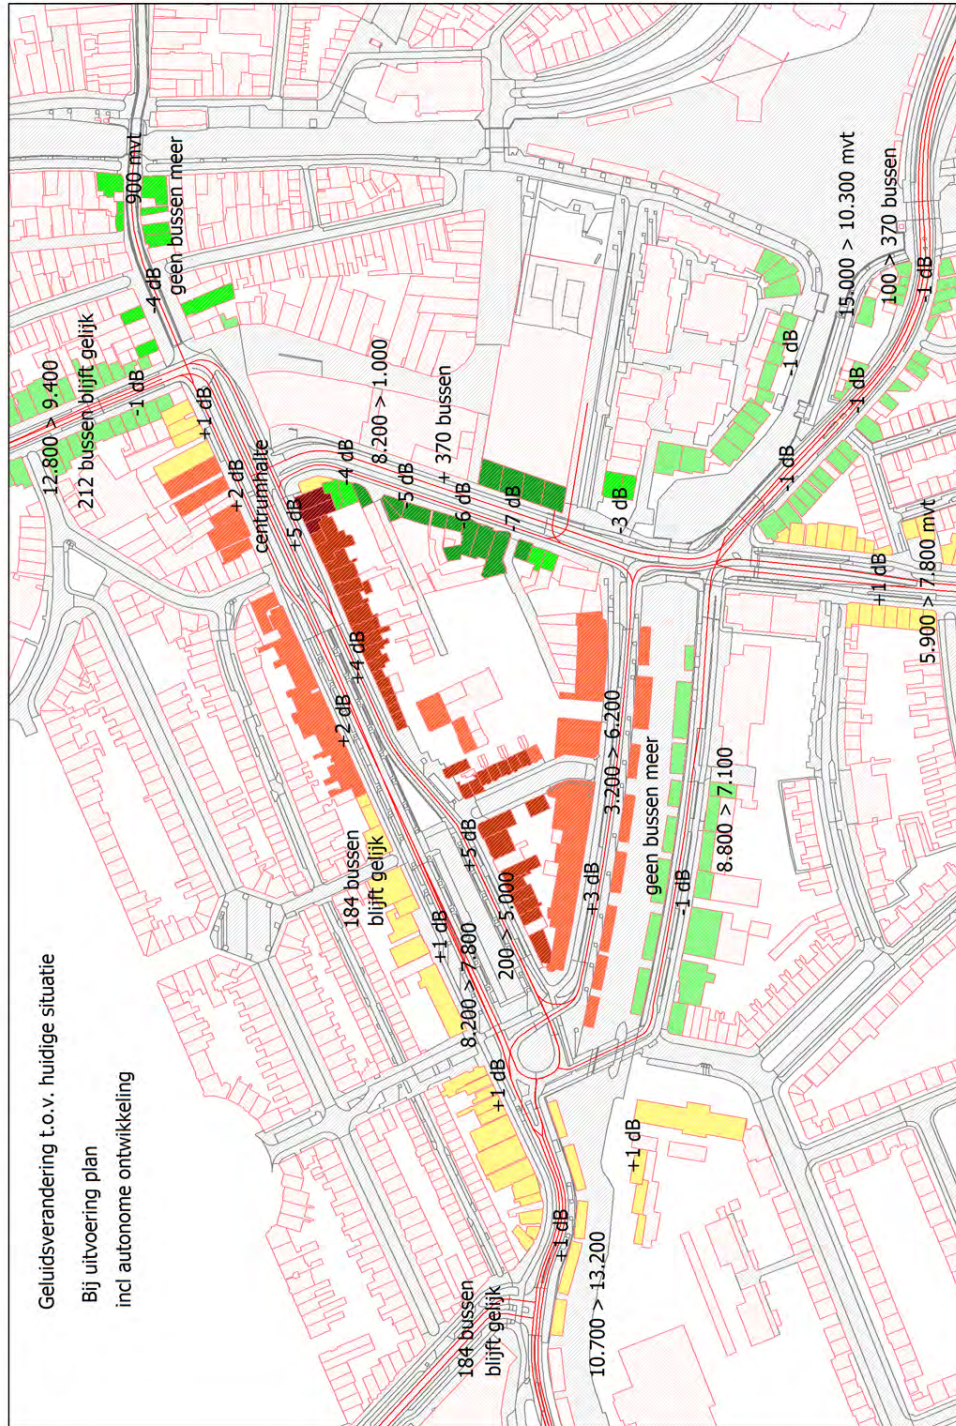 Geluidsverandering t.o.v. huidige situatie
Bij uitvoering plan
incl autonome ontwikkeling
12.800 > 9.400
212 bussen blijft gelijk
-1 dB
-4 dB
900 mvt
geen bussen meer
+1 dB
+2 dB
centrumhalte
+5 dB
-4 dB
8.200 > 1.000
+ 370 bussen
-5 dB
-6 dB
-7 dB
-3 dB
-1 dB
15.000 > 10.300 mvt
100 > 370 bussen
-1 dB
-1 dB
-1 dB
+2 dB
+4 dB
184 bussen
blijft gelijk
+1 dB
8.200 > 7.800
+5 dB
200 > 5.000
+3 dB
3.200 > 6.200
geen bussen meer
-1 dB
8.800 > 7.100
+1 dB
5.900 > 7.800 mvt
+1 dB
184 bussen
blijft gelijk
+1 dB
10.700 > 13.200
+1 dB